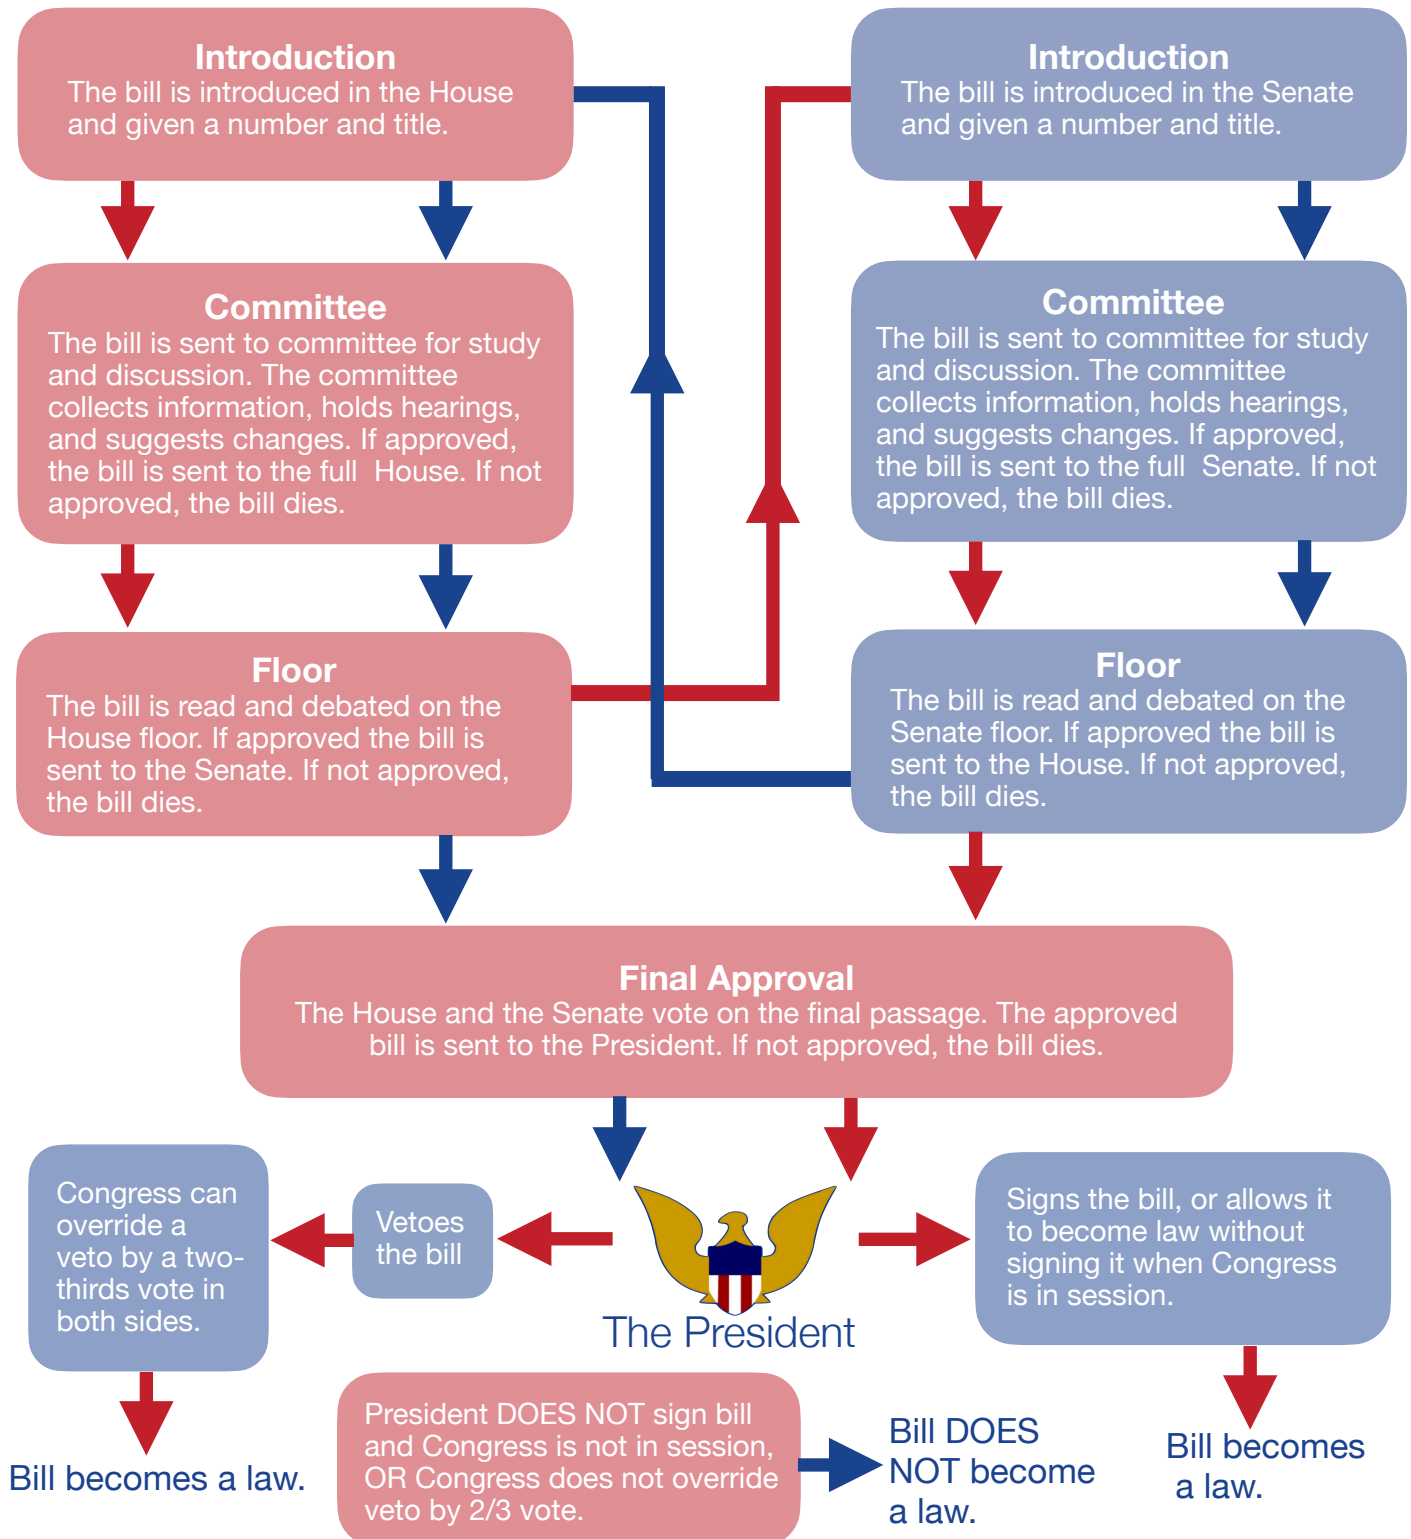 Introduction
The bill is introduced in the House
and given a number and title.
Introduction
The bill is introduced in the Senate
and given a number and title.
Committee
The bill is sent to committee for study
and discussion. The committee
collects information, holds hearings,
and suggests changes. If approved,
the bill is sent to the full  House. If not
approved, the bill dies.
Committee
The bill is sent to committee for study
and discussion. The committee
collects information, holds hearings,
and suggests changes. If approved,
the bill is sent to the full  Senate. If not
approved, the bill dies.
Floor
The bill is read and debated on the
House floor. If approved the bill is
sent to the Senate. If not approved,
the bill dies.
Floor
The bill is read and debated on the
Senate floor. If approved the bill is
sent to the House. If not approved,
the bill dies.
Final Approval
The House and the Senate vote on the final passage. The approved
bill is sent to the President. If not approved, the bill dies.
Congress can
override a
veto by a two-
thirds vote in
both sides.
Vetoes
the bill
The President
Signs the bill, or allows it
to become law without
signing it when Congress
is in session.
Bill becomes a law.
President DOES NOT sign bill
and Congress is not in session,
OR Congress does not override
veto by 2/3 vote.
Bill DOES
NOT become
a law.
Bill becomes
a law.